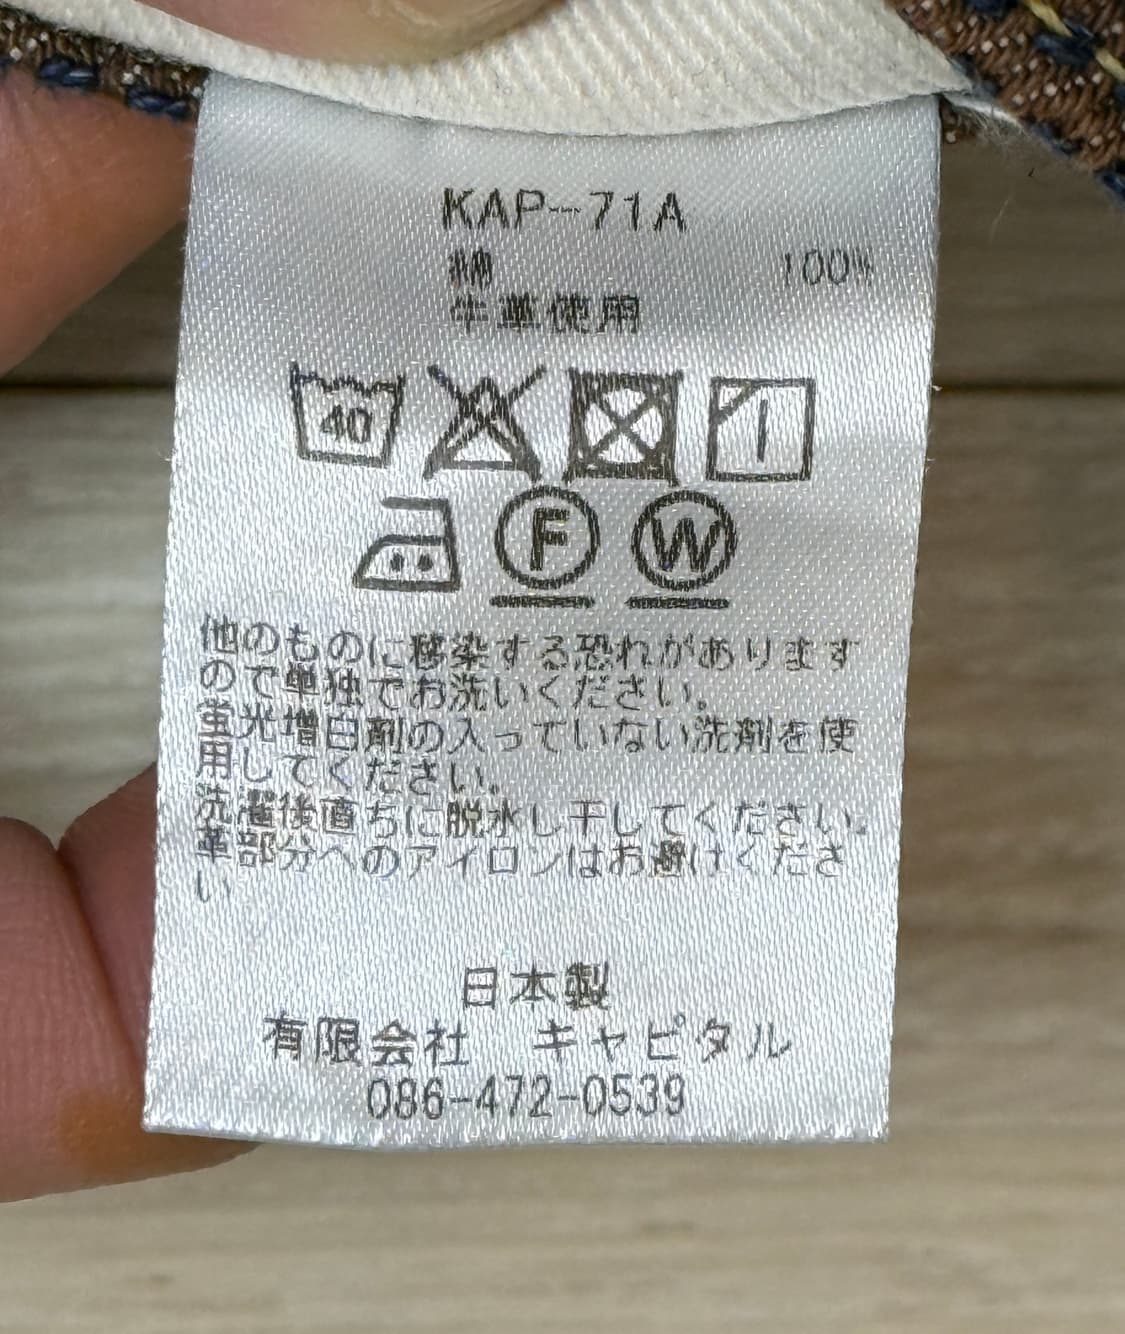 KAP-71A
綿 100%
牛革使用
40
F W
他のものに移染する恐れがあります
ので単独でお洗いください。
の蛍光増白剤の入っていない洗剤を使
用してください。
洗濯後直ちに脱水し干してください。
革部分へのアイロンはお避けくださ
い
日本製
有限会社 キャピタル
086-472-0539